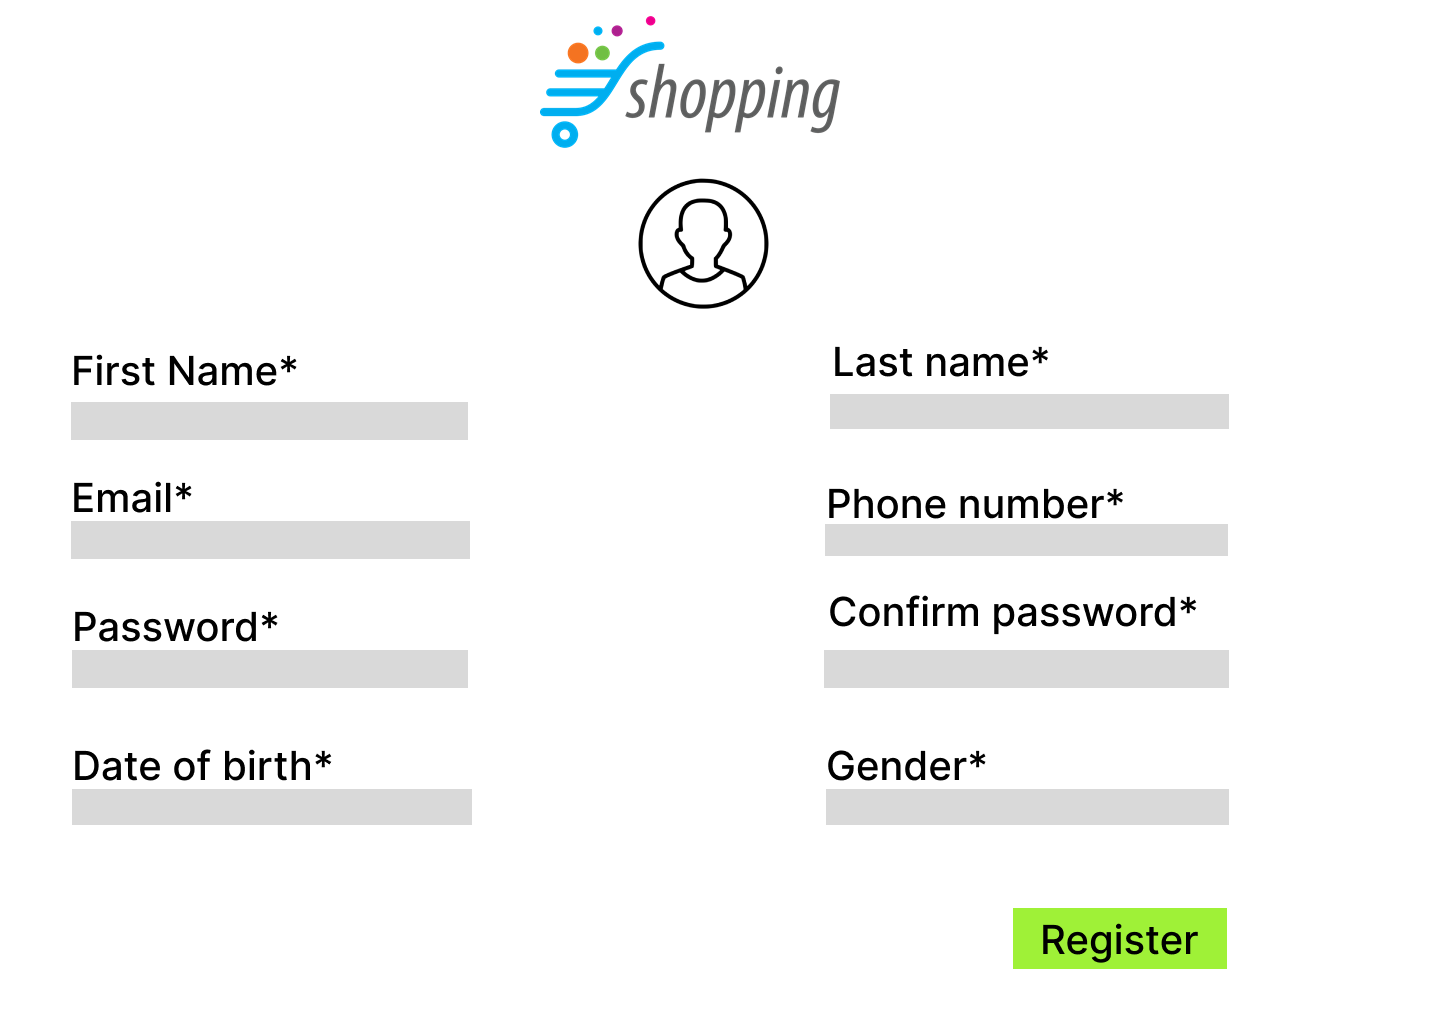 shopping
First Name*
Last name*
Email*
Phone number*
Password*
Confirm password*
Date of birth*
Gender*
Register